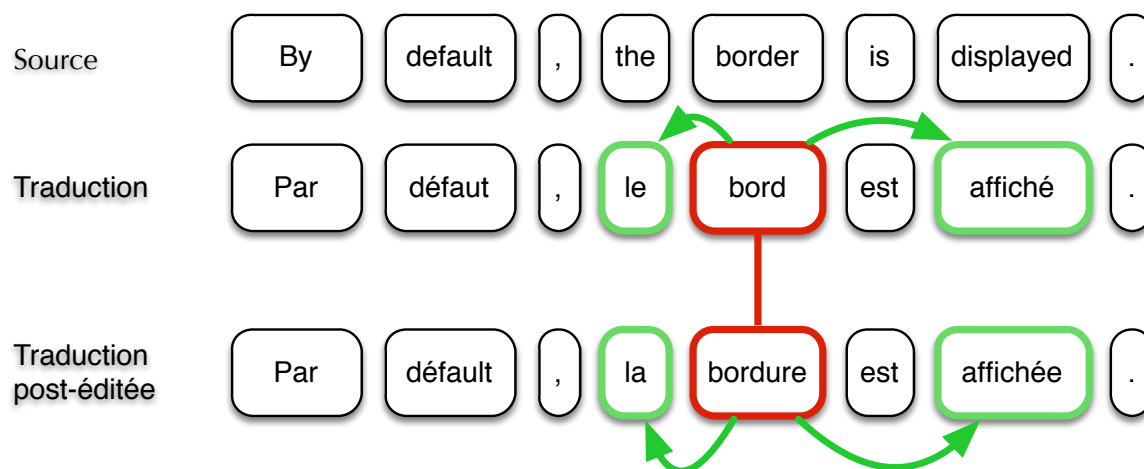 Source By default , the border is displayed .
Traduction Par défaut , le bord est affiché .
Traduction
post-éditée Par défault , la bordure est affichée .